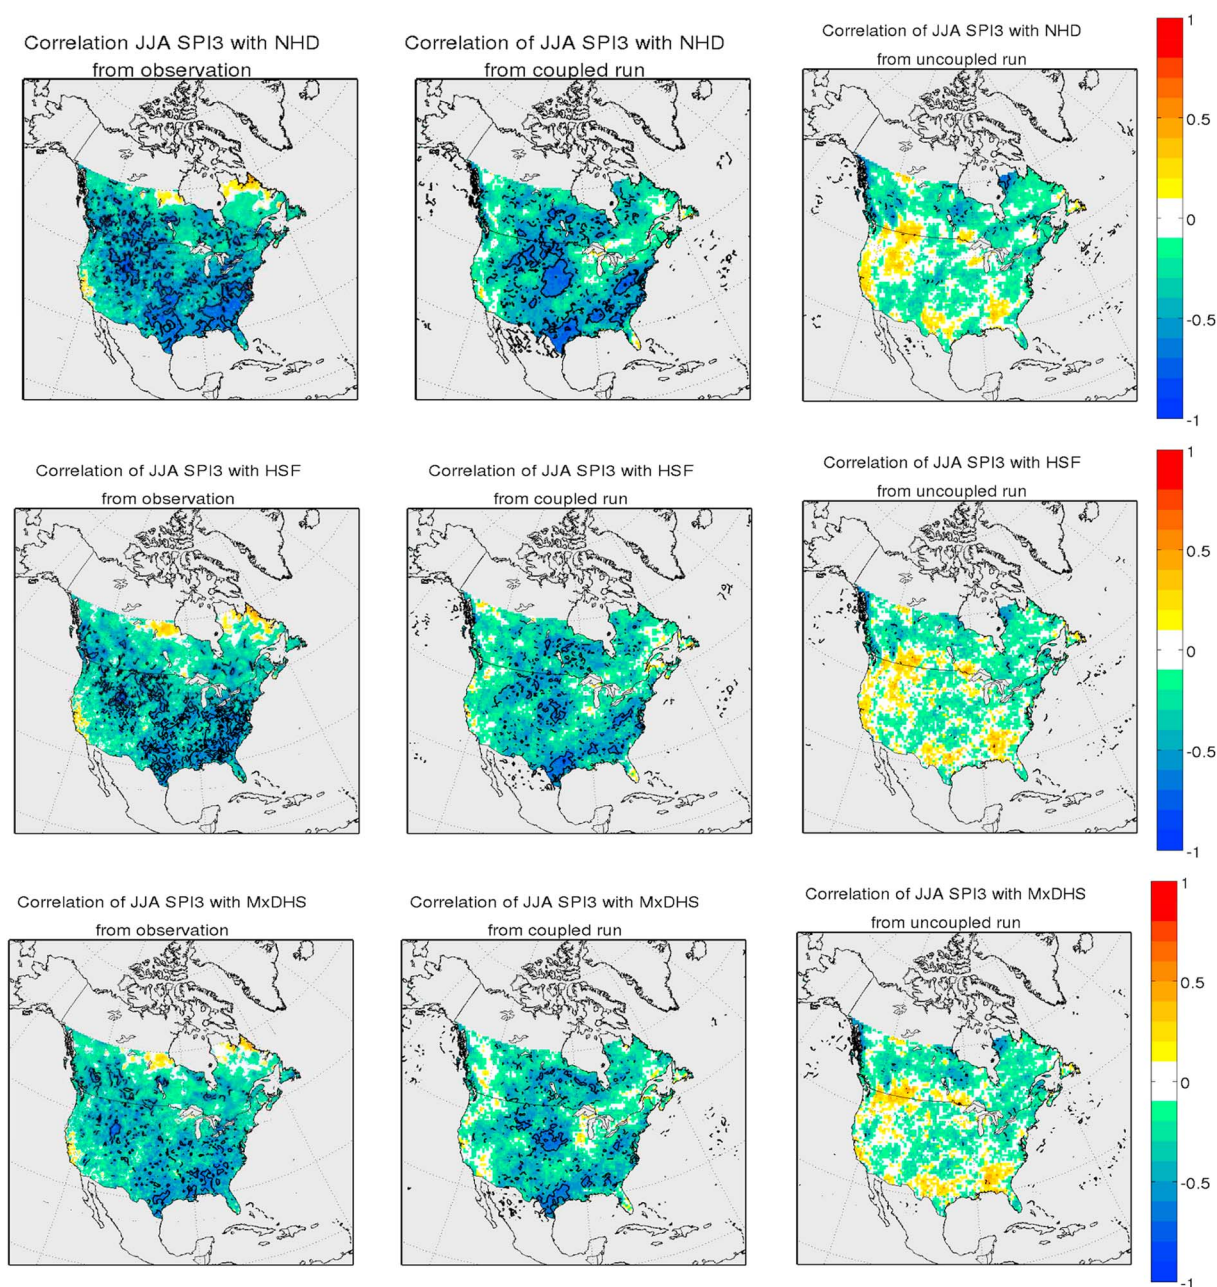 Correlation JJA SPI3 with NHD
from observation
Correlation of JJA SPI3 with NHD
from coupled run
Correlation of JJA SPI3 with NHD
from uncoupled run
1
0.5
0
-0.5
-1
Correlation of JJA SPI3 with HSF
from observation
Correlation of JJA SPI3 with HSF
from coupled run
Correlation of JJA SPI3 with HSF
from uncoupled run
1
0.5
0
-0.5
-1
Correlation of JJA SPI3 with MxDHS
from observation
Correlation of JJA SPI3 with MxDHS
from coupled run
Correlation of JJA SPI3 with MxDHS
from uncoupled run
1
0.5
0
-0.5
-1